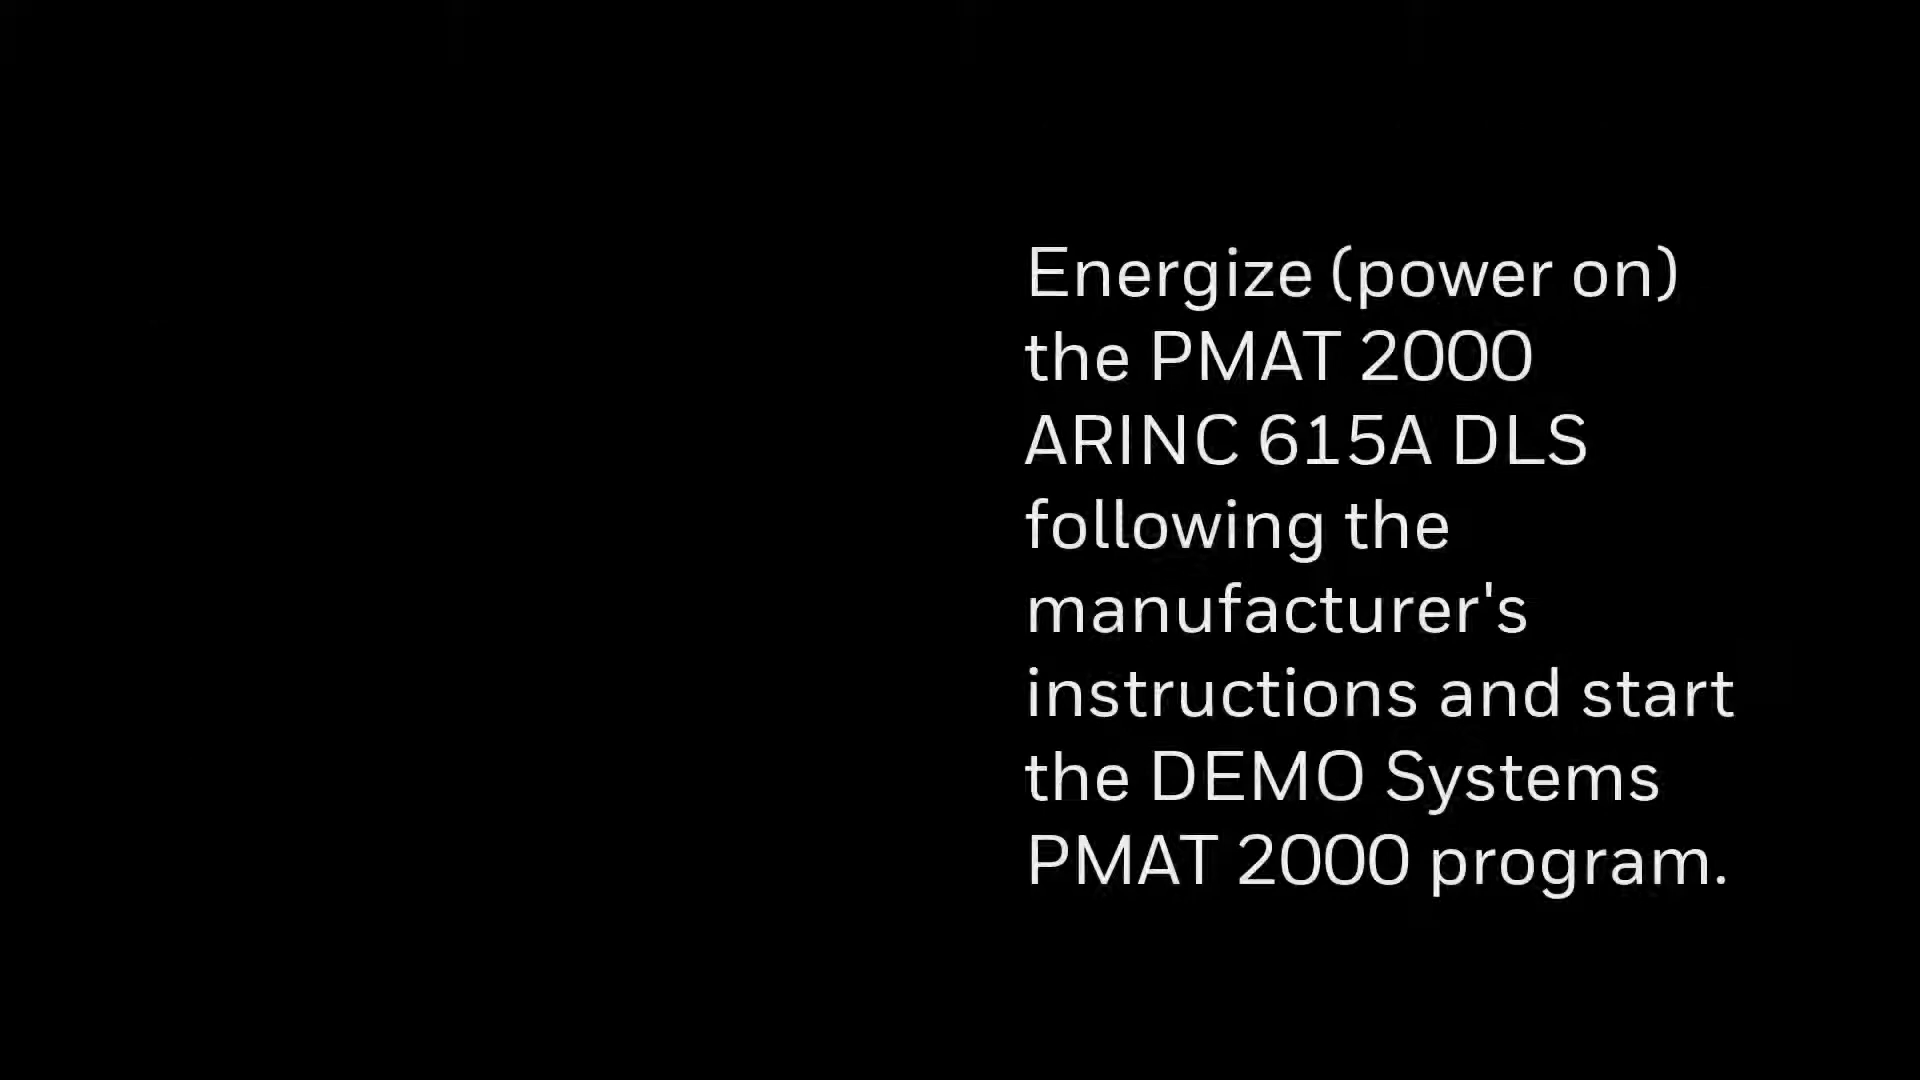 Energize (power on)
the PMAT 2000
ARINC 615A DLS
following the
manufacturer's
instructions and start
the DEMO Systems
PMAT 2000 program.